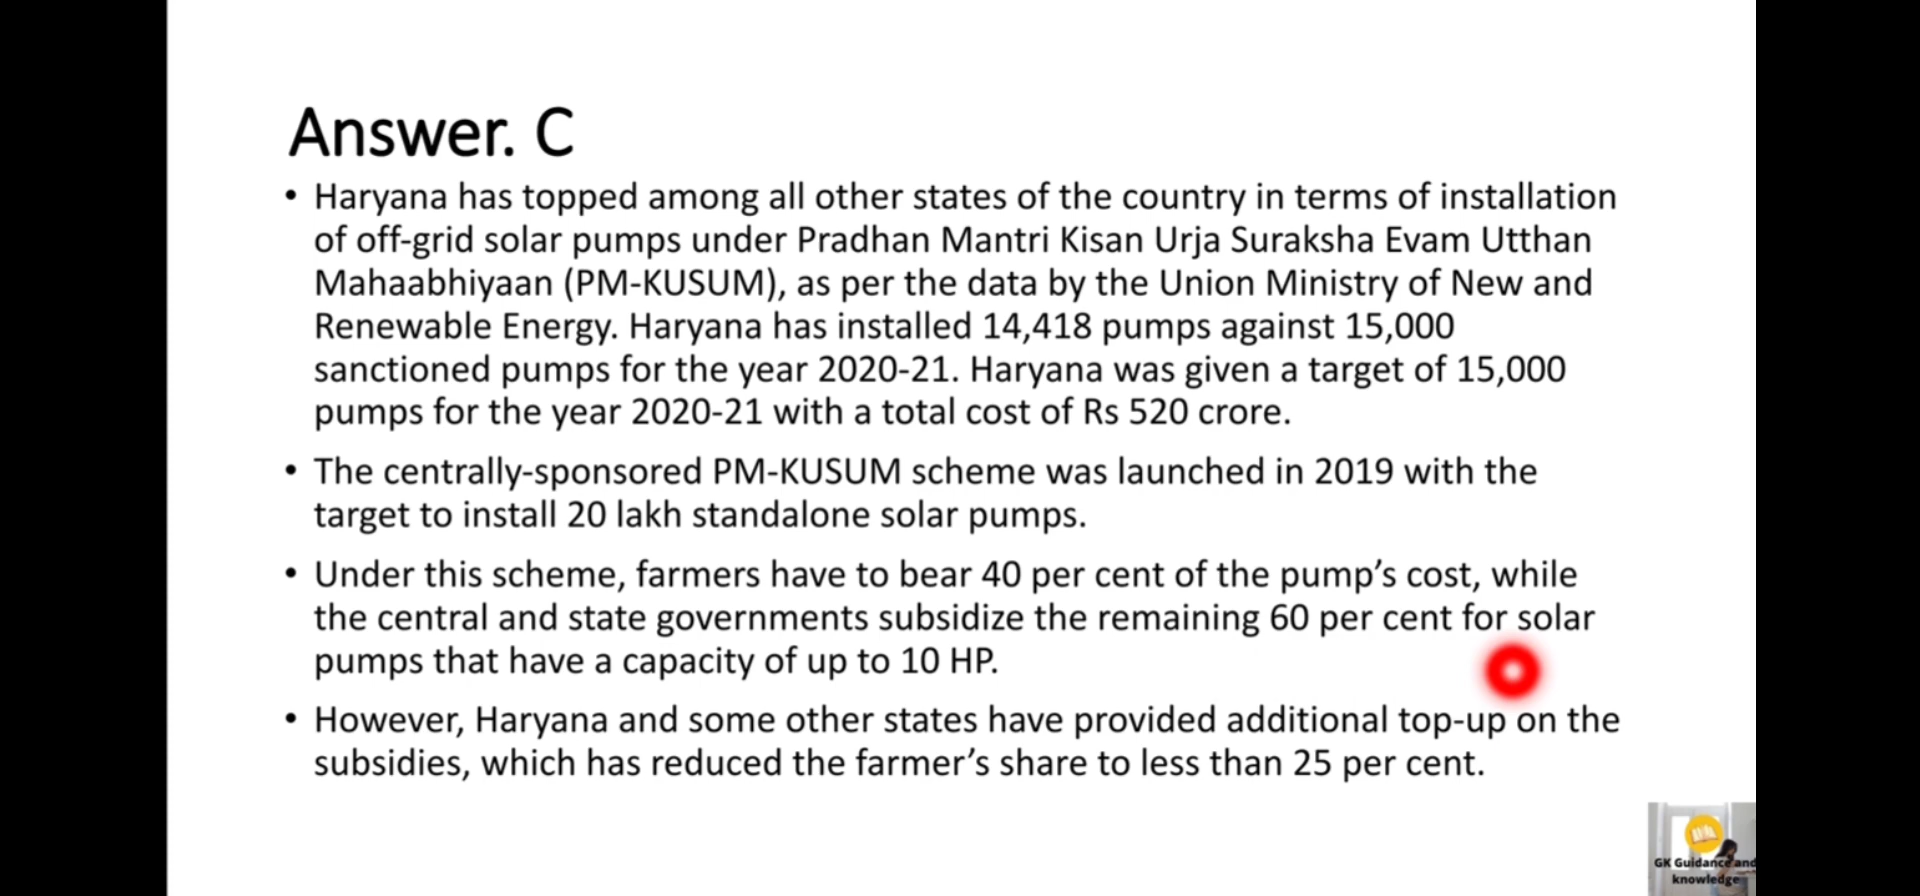 Answer. C
• Haryana has topped among all other states of the country in terms of installation
of off-grid solar pumps under Pradhan Mantri Kisan Urja Suraksha Evam Utthan
Mahaabhiyaan (PM-KUSUM), as per the data by the Union Ministry of New and
Renewable Energy. Haryana has installed 14,418 pumps against 15,000
sanctioned pumps for the year 2020-21. Haryana was given a target of 15,000
pumps for the year 2020-21 with a total cost of Rs 520 crore.
• The centrally-sponsored PM-KUSUM scheme was launched in 2019 with the
target to install 20 lakh standalone solar pumps.
• Under this scheme, farmers have to bear 40 per cent of the pump’s cost, while
the central and state governments subsidize the remaining 60 per cent for solar
pumps that have a capacity of up to 10 HP.
• However, Haryana and some other states have provided additional top-up on the
subsidies, which has reduced the farmer’s share to less than 25 per cent.
GK Guidance and
knowledge